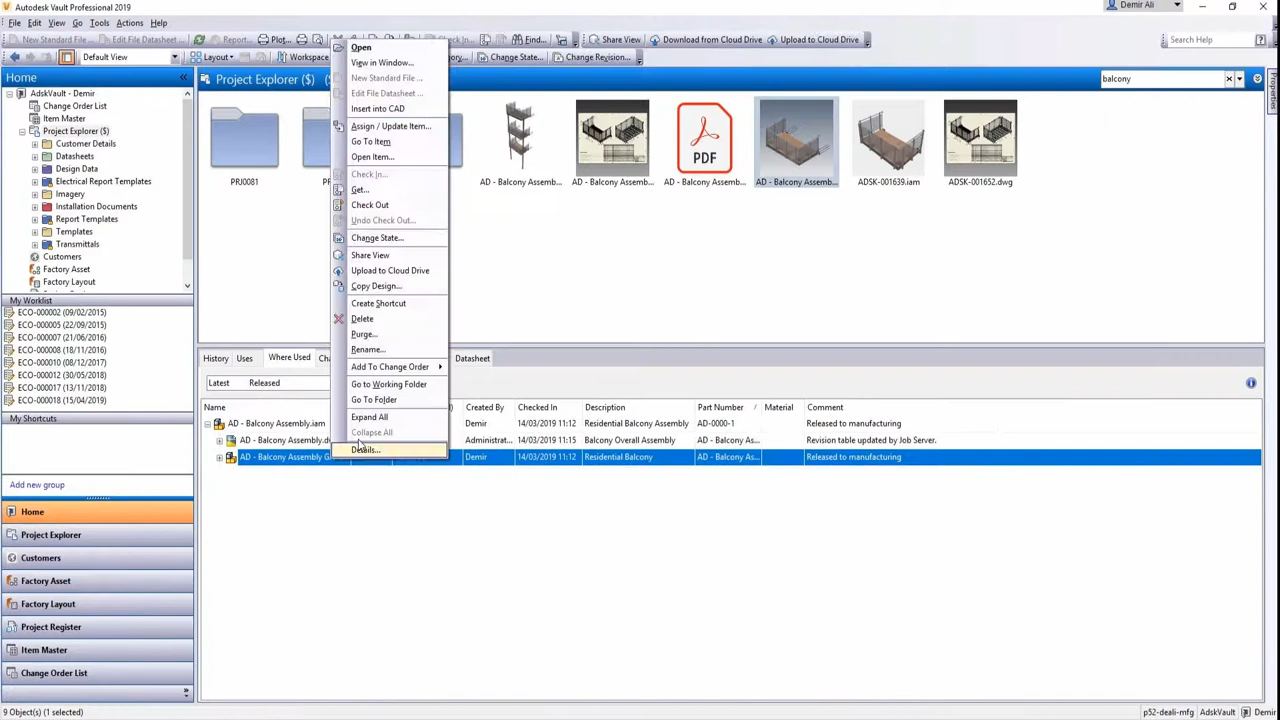 Autodesk Vault Professional 2019
Demir Ali
File Edit View Go Tools Actions Help
New Standard File ... Edit File Datasheet ... Report... Plot... Find... Share View Download from Cloud Drive Upload to Cloud Drive
Search Help
Default View Layout Workspace Change State... Change Revision...
Home
AdskVault - Demir
Change Order List
Item Master
Project Explorer ($)
Customer Details
Datasheets
Design Data
Electrical Report Templates
Imagery
Installation Documents
Report Templates
Templates
Transmittals
Customers
Factory Asset
Factory Layout
My Worklist
ECO-000002 (09/02/2015)
ECO-000005 (22/09/2015)
ECO-000007 (21/06/2016)
ECO-000008 (18/11/2016)
ECO-000010 (08/12/2017)
ECO-000012 (30/05/2018)
ECO-000017 (13/11/2018)
ECO-000018 (15/04/2019)
My Shortcuts
Add new group
Home
Project Explorer
Customers
Factory Asset
Factory Layout
Project Register
Item Master
Change Order List
Project Explorer ($)
balcony
Properties
PRJ0081
AD - Balcony Assemb...
AD - Balcony Assemb...
PDF
AD - Balcony Assemb...
AD - Balcony Assemb...
ADSK-001639.iam
ADSK-001652.dwg
Open
View in Window...
New Standard File ...
Edit File Datasheet ...
Insert into CAD
Assign / Update Item...
Go To Item
Open Item...
Check In...
Get...
Check Out
Undo Check Out...
Change State...
Share View
Upload to Cloud Drive
Copy Design...
Create Shortcut
Delete
Purge...
Rename...
Add To Change Order
Go to Working Folder
Go To Folder
Expand All
Collapse All
Details...
History Uses Where Used Datasheet
Latest Released
Name Created By Checked In Description Part Number Material Comment
AD - Balcony Assembly.iam Demir 14/03/2019 11:12 Residential Balcony Assembly AD-0000-1 Released to manufacturing
AD - Balcony Assembly.d Administrat... 14/03/2019 11:15 Balcony Overall Assembly AD - Balcony As... Revision table updated by Job Server.
AD - Balcony Assembly Demir 14/03/2019 11:12 Residential Balcony AD - Balcony As... Released to manufacturing
9 Object(s) (1 selected)
p52-deali-mfg AdskVault Demir